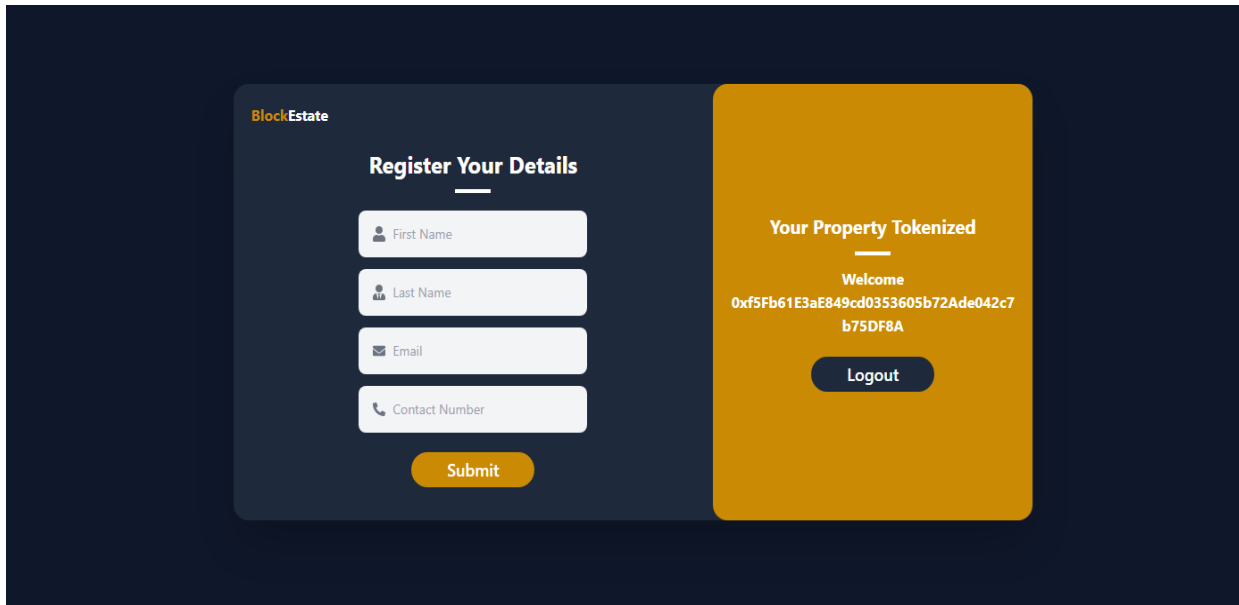 BlockEstate
Register Your Details
First Name
Last Name
Email
Contact Number
Submit
Your Property Tokenized
Welcome
0xf5Fb61E3aE849cd0353605b72Ade042c7
b75DF8A
Logout